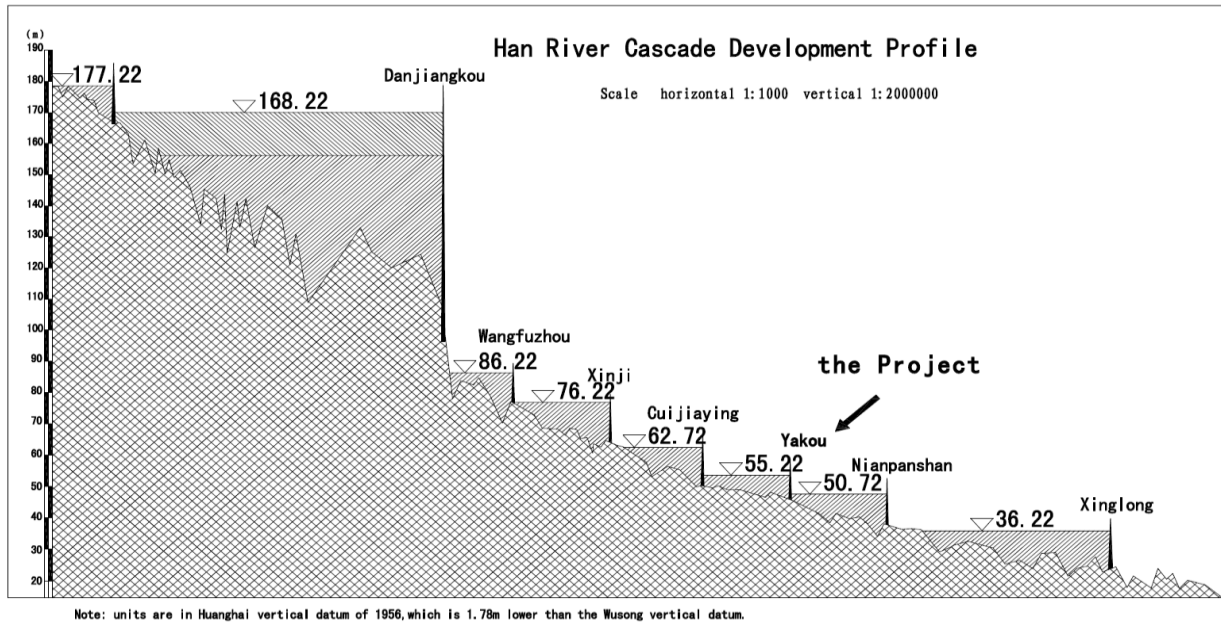 Han River Cascade Development Profile
Scale horizontal 1:1000 vertical 1:2000000
(m)
190
180
170
160
150
140
130
120
110
100
90
80
70
60
50
40
30
20
177.22
168.22
Danjiangkou
Wangfuzhou
86.22
Xinji
76.22
Cuijiaying
62.72
the Project
Yakou
55.22
Nianpanshan
50.72
Xinglong
36.22
Note: units are in Huanghai vertical datum of 1956,which is 1.78m lower than the Wusong vertical datum.